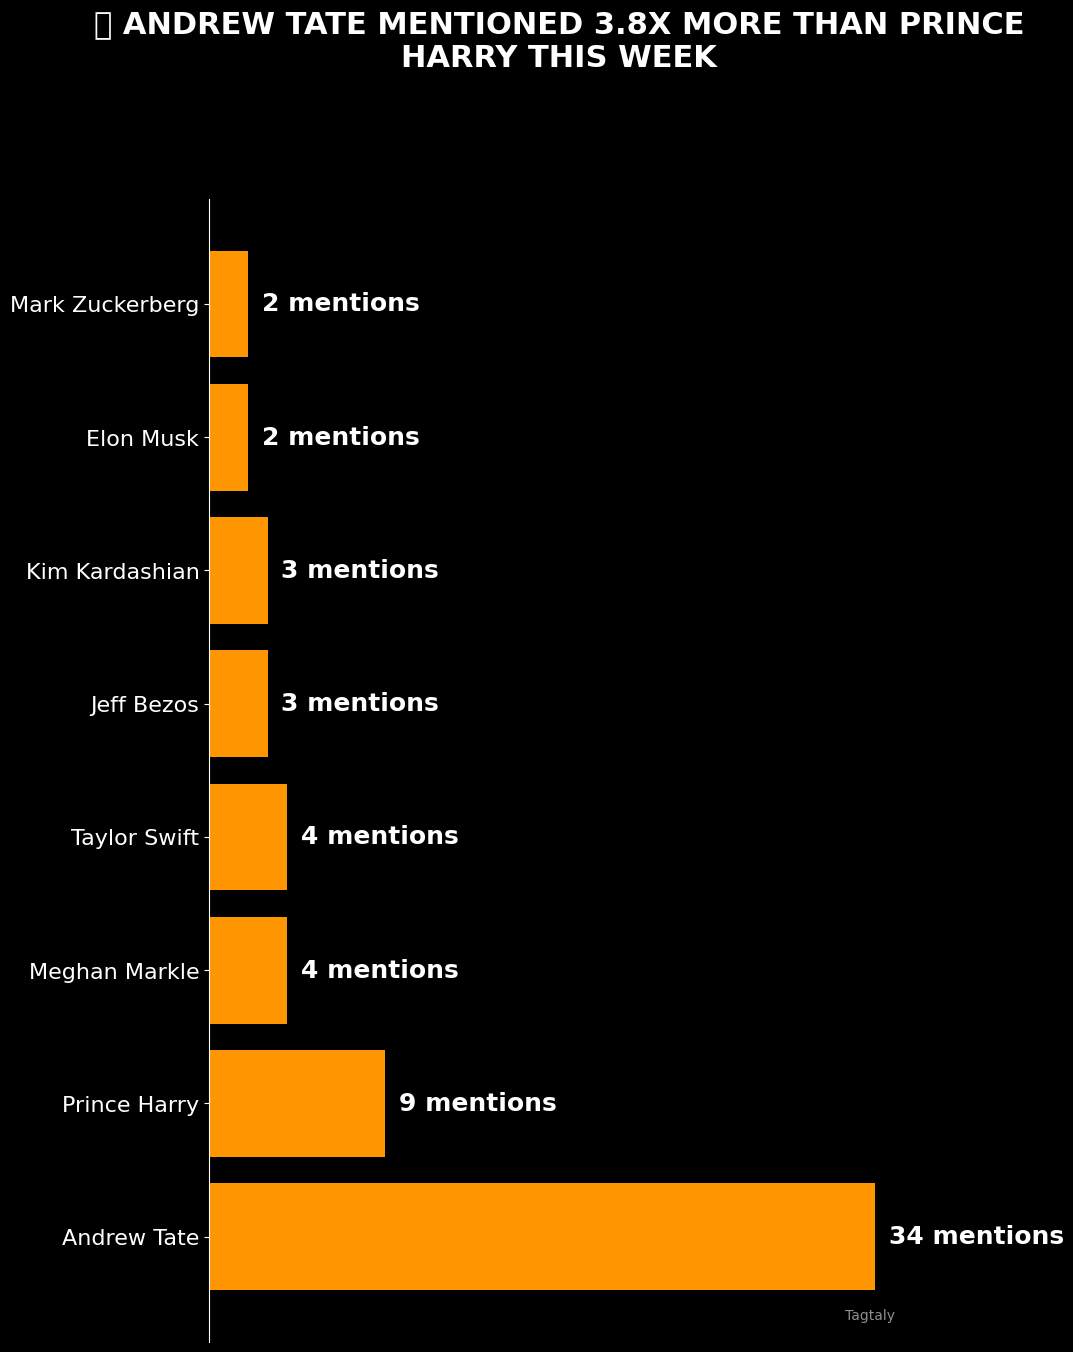 ANDREW TATE MENTIONED 3.8X MORE THAN PRINCE
HARRY THIS WEEK
Mark Zuckerberg 2 mentions
Elon Musk 2 mentions
Kim Kardashian 3 mentions
Jeff Bezos 3 mentions
Taylor Swift 4 mentions
Meghan Markle 4 mentions
Prince Harry 9 mentions
Andrew Tate 34 mentions
Tagtaly